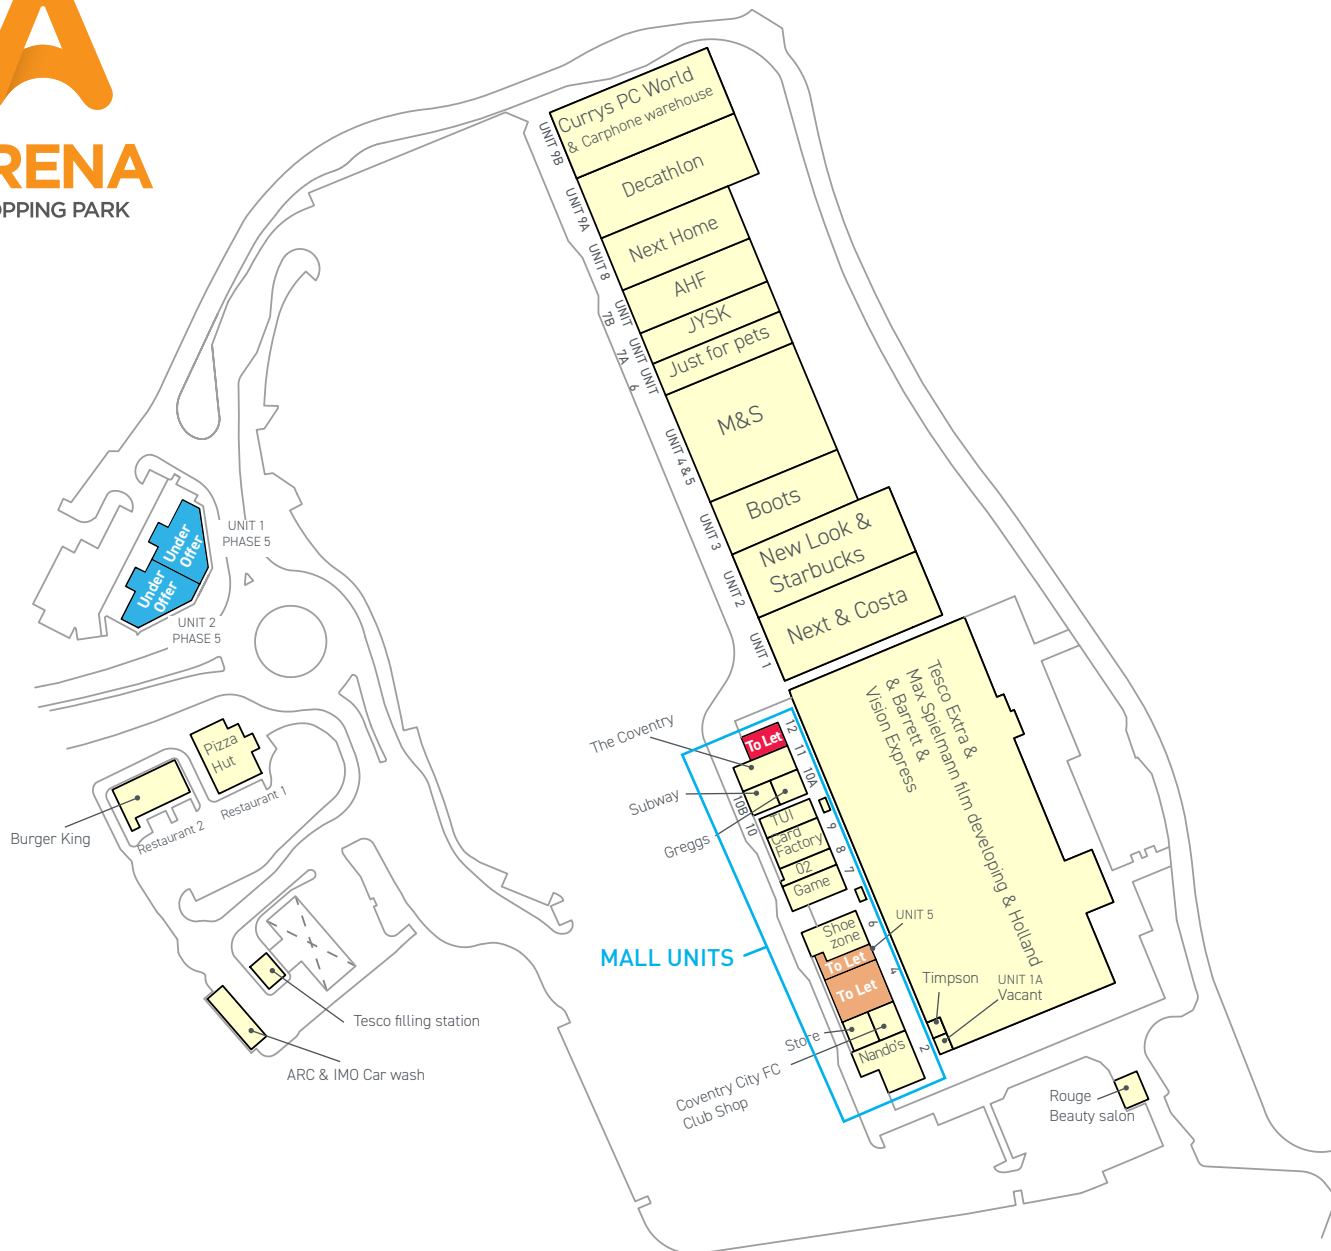 RENA
OPPING PARK
Currys PC World
& Carphone warehouse
UNIT 9B
Decathlon
UNIT 9A
Next Home
UNIT 8
AHF
UNIT
7B
JYSK
UNIT
7A
Just for pets
UNIT
6
M&S
UNIT 4 & 5
Boots
UNIT 3
New Look &
Starbucks
UNIT 2
Next & Costa
UNIT 1
Under
Offer
UNIT 1
PHASE 5
Under
Offer
UNIT 2
PHASE 5
Tesco Extra &
Max Spielmann film developing & Holland
& Barrett &
Vision Express
Pizza
Hut
Restaurant 1
Burger King
Restaurant 2
The Coventry
To Let
12
11
10A
Subway
10B
10
Greggs
TUI
9
Card
Factory
8
02
7
Game
Shoe
zone
6
UNIT 5
To Let
To Let
4
MALL UNITS
Timpson
UNIT 1A
Vacant
Store
Coventry City FC
Club Shop
Nando's
2
Tesco filling station
ARC & IMO Car wash
Rouge
Beauty salon